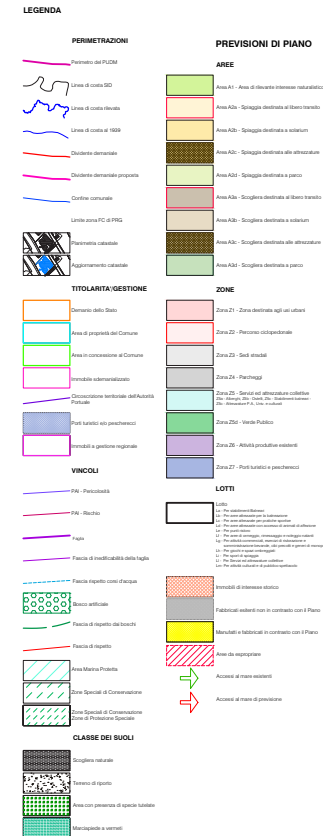 LEGENDA
PERIMETRAZIONI
Perimetro del PUDM
Linea di costa SID
Linea di costa rilevata
Linea di costa al 1939
Dividente demaniale
Dividente demaniale proposta
Confine comunale
Limite zona FC di PRG
Planimetria catastale
Aggiornamento catastale
TITOLARITA'/GESTIONE
Demanio dello Stato
Area di proprietà del Comune
Area in concessione al Comune
Immobile sdemanializzato
Circoscrizione territoriale dell'Autorità
Portuale
Porti turistici e/o pescherecci
Immobili a gestione regionale
VINCOLI
PAI - Pericolosità
PAI - Rischio
Faglia
Fascia di inedificabilità della faglia
Fascia rispetto corsi d'acqua
Bosco artificiale
Fascia di rispetto dai boschi
Fascia di rispetto
Area Marina Protetta
Zone Speciali di Conservazione
Zone Speciali di Conservazione
Zone di Protezione Speciale
CLASSE DEI SUOLI
Scogliera naturale
Terreno di riporto
Area con presenza di specie tutelate
Marciapiede a vermeti
PREVISIONI DI PIANO
AREE
Area A1 - Area di rilevante interesse naturalistico
Area A2a - Spiaggia destinata al libero transito
Area A2b - Spiaggia destinata a solarium
Area A2c - Spiaggia destinata alle attrezzature
Area A2d - Spiaggia destinata a parco
Area A3a - Scogliera destinata a libero transito
Area A3b - Scogliera destinata a solarium
Area A3c - Scogliera destinata alle attrezzature
Area A3d - Scogliera destinata a parco
ZONE
Zona Z1 - Zona destinata agli usi urbani
Zona Z2 - Percorso ciclopedonale
Zona Z3 - Sedi stradali
Zona Z4 - Parcheggi
Zona Z5 - Servizi ed attrezzature collettive
Zona Z5d - Verde Pubblico
Zona Z6 - Attività produttive esistenti
Zona Z7 - Porti turistici e pescherecci
LOTTI
Lotto
Immobili di interesse storico
Fabbricati esitenti non in contrasto con il Piano
Manufatti e fabbricati in contrasto con il Piano
Aree da espropriare
Accessi al mare esistenti
Accessi al mare di previsione